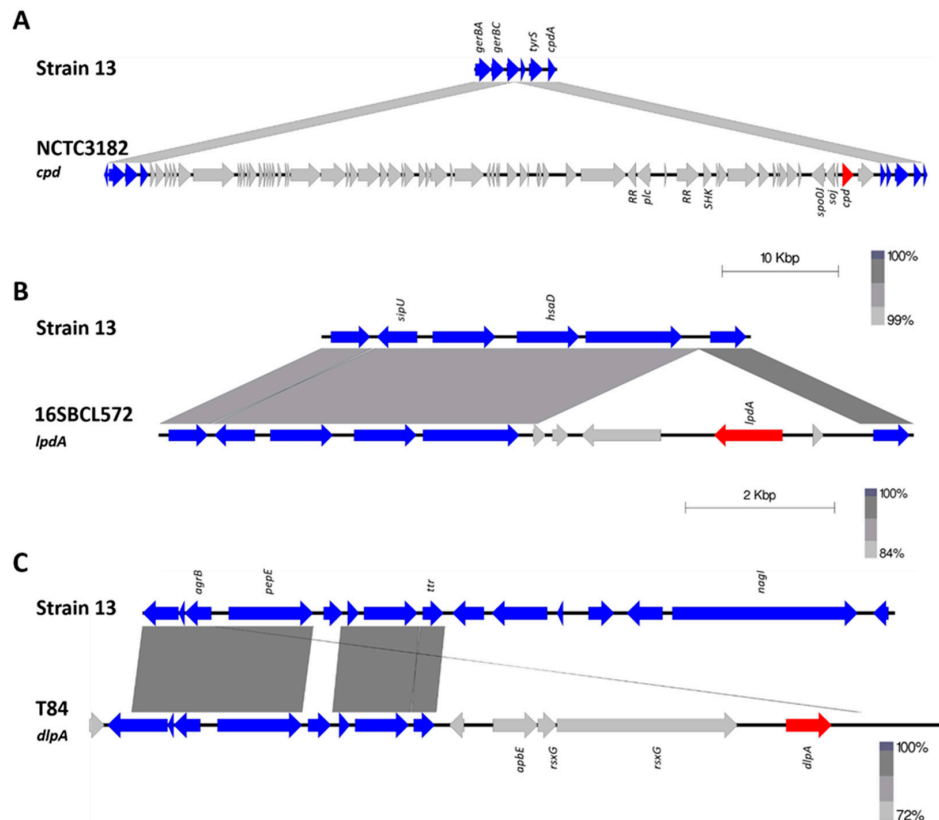 A
gerBA
gerBC
tyrS
cpdA
Strain 13
NCTC3182
cpd
RR
plc
RR
SHK
spo0J
soj
cpd
10 Kbp
100%
99%
B
Strain 13
sipU
hsaD
16SBCL572
lpdA
lpdA
2 Kbp
100%
84%
C
Strain 13
agrB
pepE
ttr
nagI
T84
dlpA
apbE
rsxG
rsxG
dlpA
100%
72%